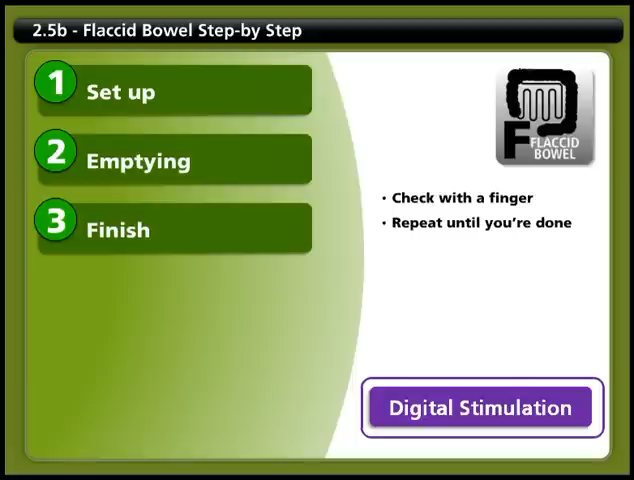 2.5b - Flaccid Bowel Step-by Step
1 Set up
2 Emptying
3 Finish
F FLACCID
BOWEL
· Check with a finger
· Repeat until you're done
Digital Stimulation